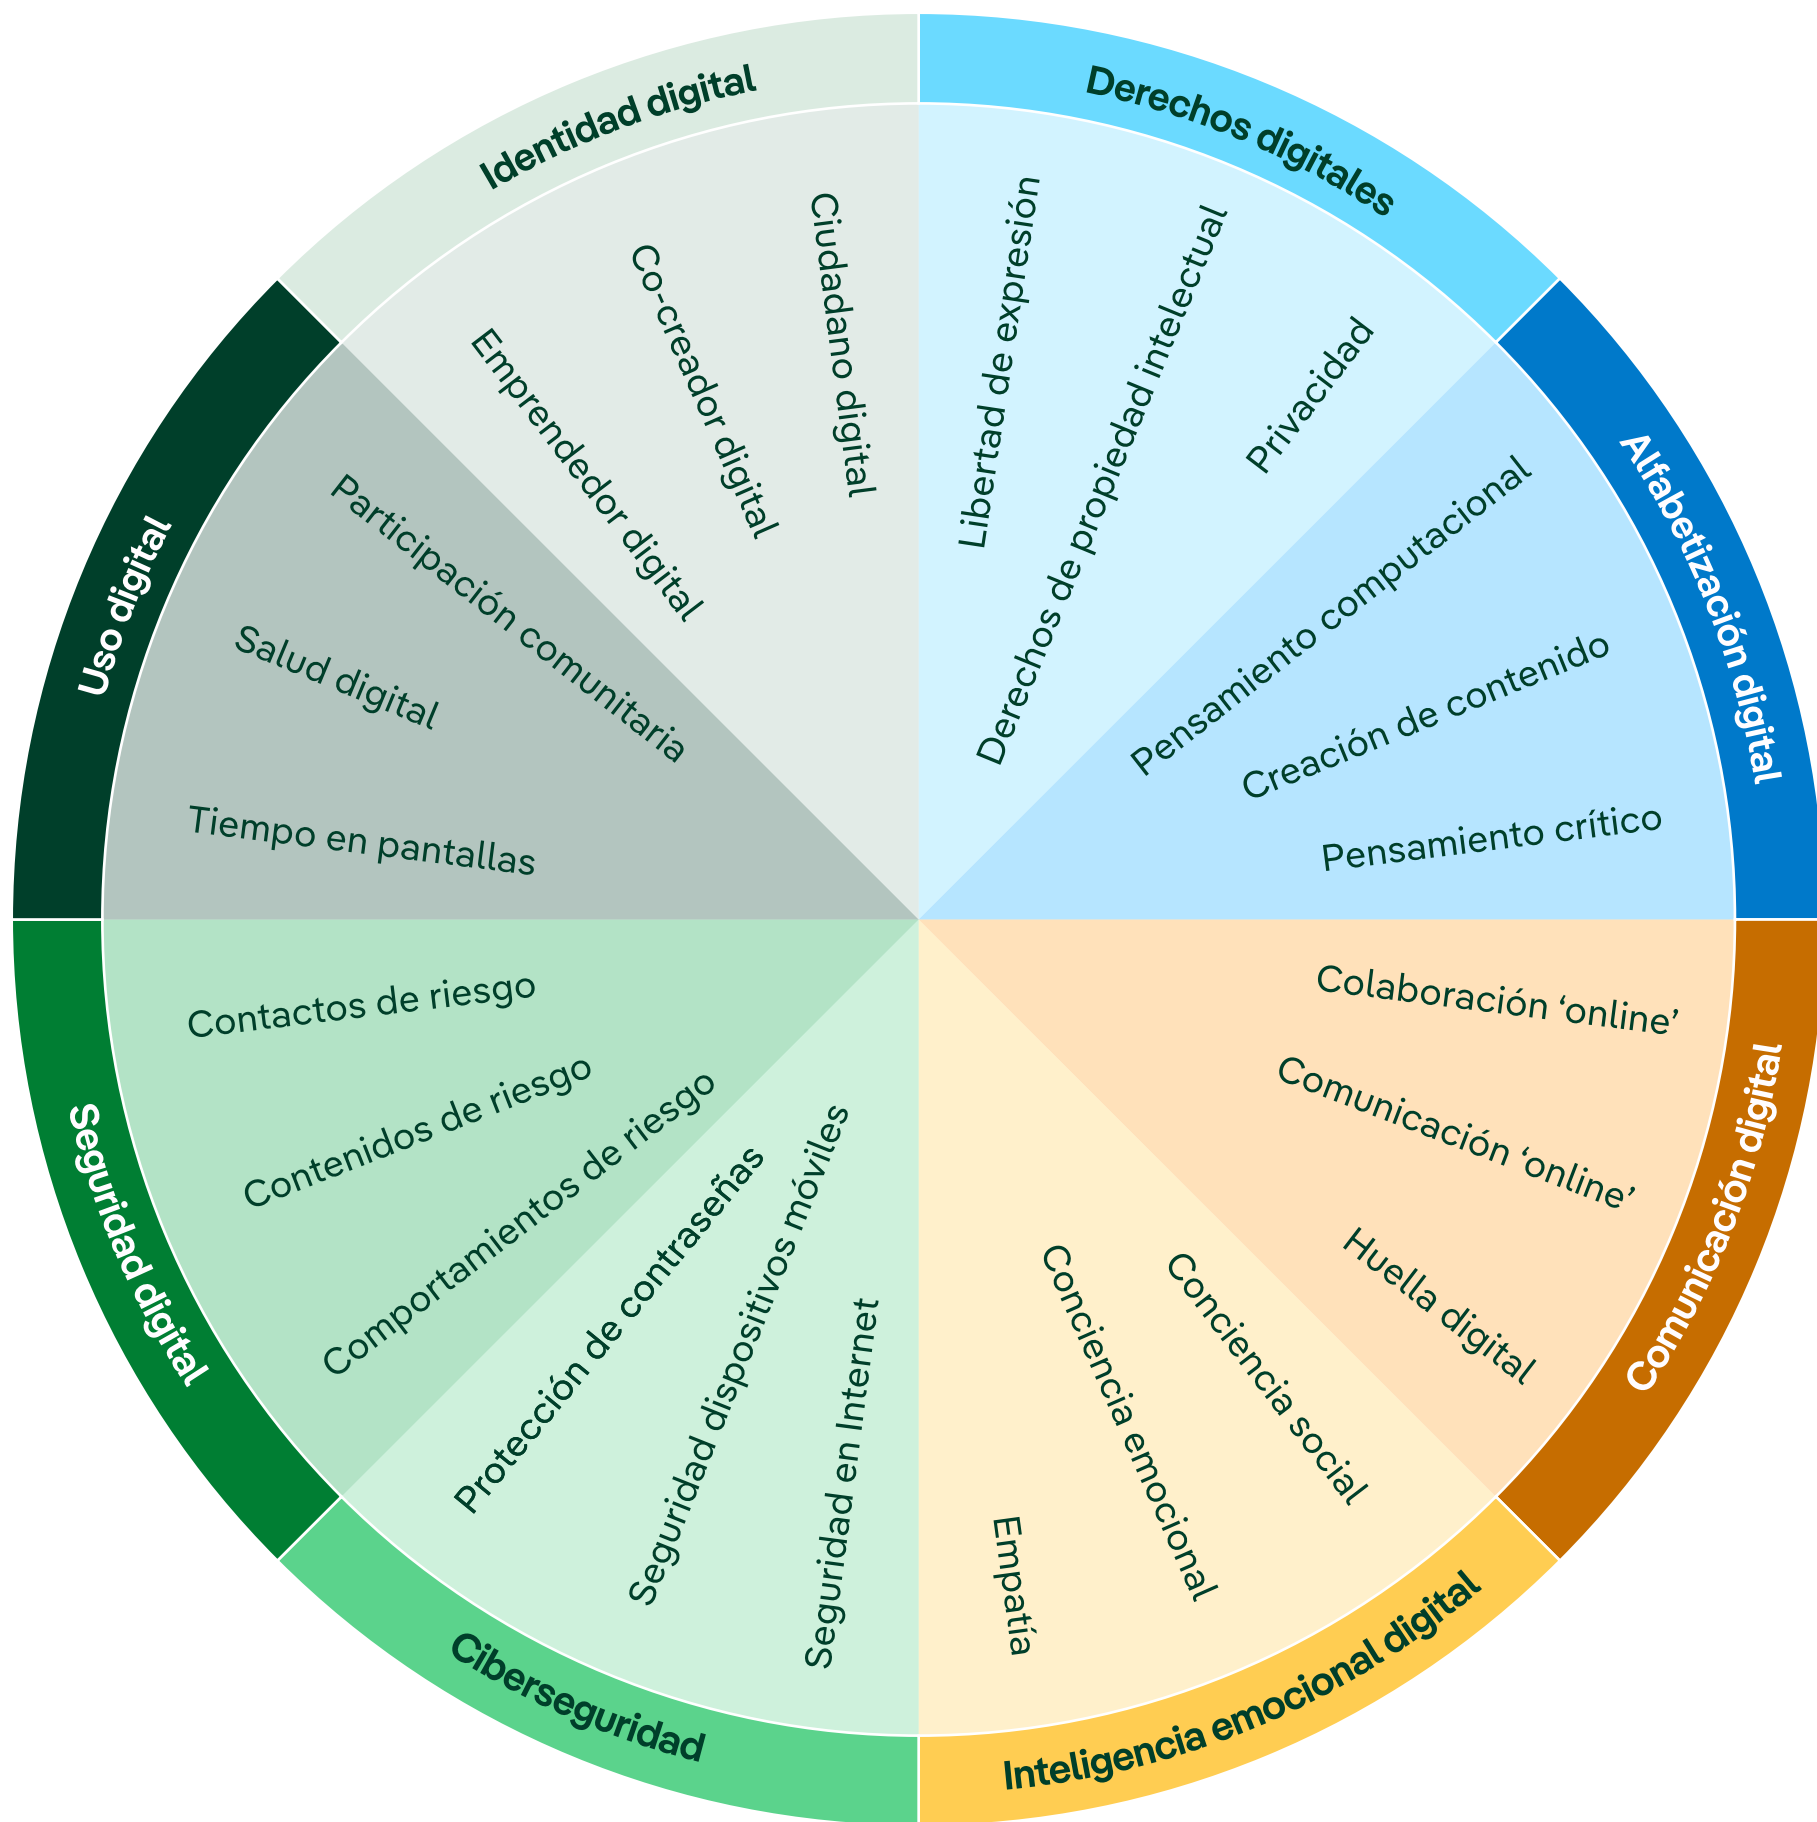 Identidad digital
Ciudadano digital
Co-creador digital
Emprendedor digital
Derechos digitales
Libertad de expresión
Derechos de propiedad intelectual
Privacidad
Alfabetización digital
Pensamiento computacional
Creación de contenido
Pensamiento crítico
Comunicación digital
Colaboración ‘online’
Comunicación ‘online’
Huella digital
Inteligencia emocional digital
Conciencia social
Conciencia emocional
Empatía
Ciberseguridad
Seguridad en Internet
Seguridad dispositivos móviles
Protección de contraseñas
Seguridad digital
Comportamientos de riesgo
Contenidos de riesgo
Contactos de riesgo
Uso digital
Tiempo en pantallas
Salud digital
Participación comunitaria